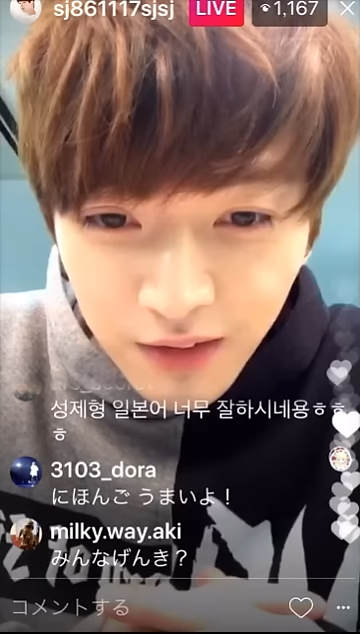 sj861117sjsj LIVE 1,167
성제형 일본어 너무 잘하시네용ㅎㅎ
ㅎ
3103_dora
にほんご うまいよ！
milky.way.aki
みんなげんき？
コメントする